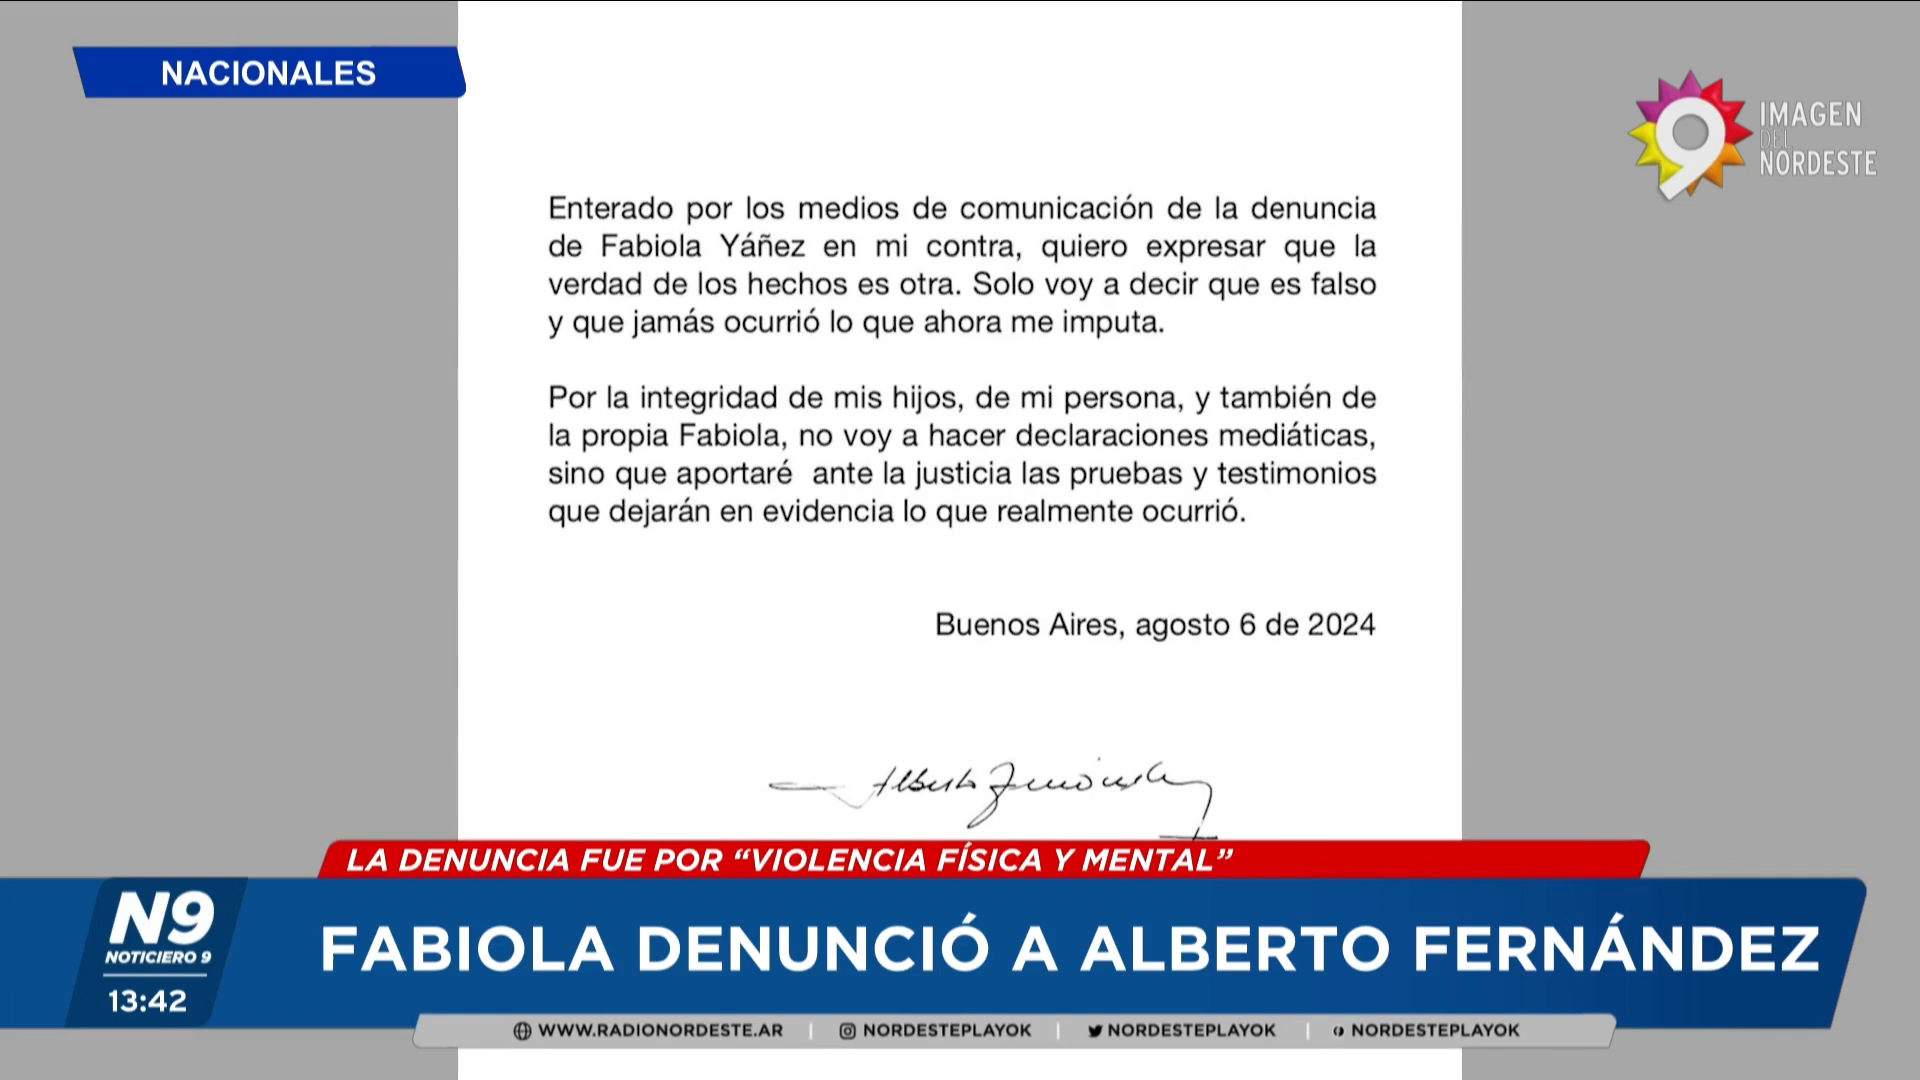 NACIONALES
IMAGEN
DEL
NORDESTE
9
Enterado por los medios de comunicación de la denuncia
de Fabiola Yáñez en mi contra, quiero expresar que la
verdad de los hechos es otra. Solo voy a decir que es falso
y que jamás ocurrió lo que ahora me imputa.
Por la integridad de mis hijos, de mi persona, y también de
la propia Fabiola, no voy a hacer declaraciones mediáticas,
sino que aportaré  ante la justicia las pruebas y testimonios
que dejarán en evidencia lo que realmente ocurrió.
Buenos Aires, agosto 6 de 2024
Alberto Fernández
LA DENUNCIA FUE POR “VIOLENCIA FÍSICA Y MENTAL”
N9
NOTICIERO 9
13:42
FABIOLA DENUNCIÓ A ALBERTO FERNÁNDEZ
WWW.RADIONORDESTE.AR | NORDESTEPLAYOK | NORDESTEPLAYOK | NORDESTEPLAYOK